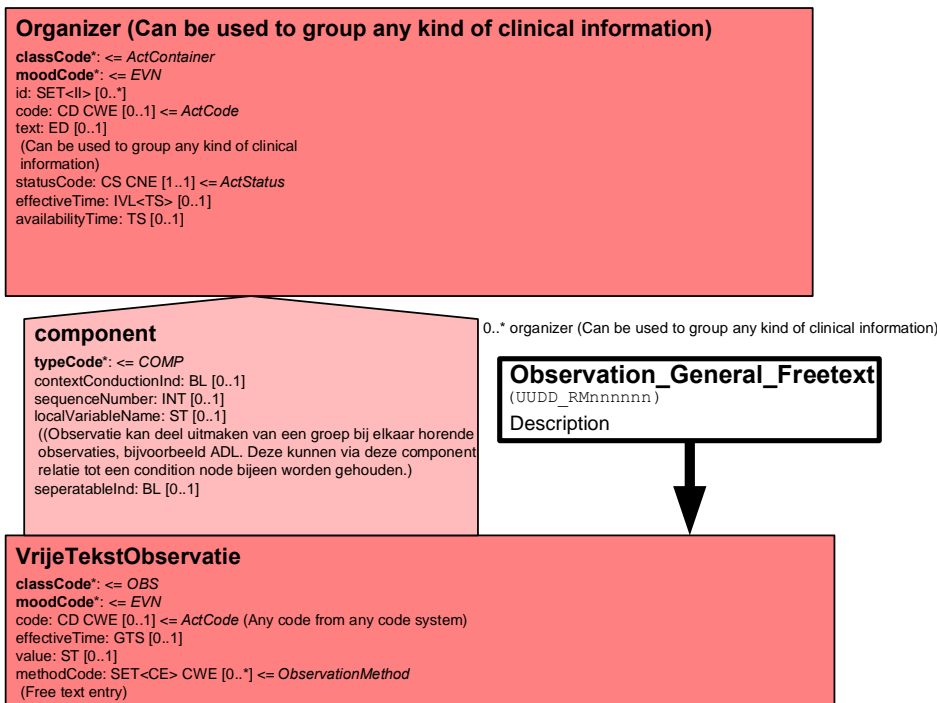 Organizer (Can be used to group any kind of clinical information)
classCode*: <= ActContainer
moodCode*: <= EVN
id: SET<II> [0..*]
code: CD CWE [0..1] <= ActCode
text: ED [0..1]
(Can be used to group any kind of clinical
information)
statusCode: CS CNE [1..1] <= ActStatus
effectiveTime: IVL<TS> [0..1]
availabilityTime: TS [0..1]
component
typeCode*: <= COMP
contextConductionInd: BL [0..1]
sequenceNumber: INT [0..1]
localVariableName: ST [0..1]
((Observatie kan deel uitmaken van een groep bij elkaar horende
observaties, bijvoorbeeld ADL. Deze kunnen via deze component
relatie tot een condition node bijeen worden gehouden.)
seperatableInd: BL [0..1]
0..* organizer (Can be used to group any kind of clinical information)
Observation_General_Freetext
(UUDD_RMnnnnnn)
Description
VrijeTekstObservatie
classCode*: <= OBS
moodCode*: <= EVN
code: CD CWE [0..1] <= ActCode (Any code from any code system)
effectiveTime: GTS [0..1]
value: ST [0..1]
methodCode: SET<CE> CWE [0..*] <= ObservationMethod
(Free text entry)